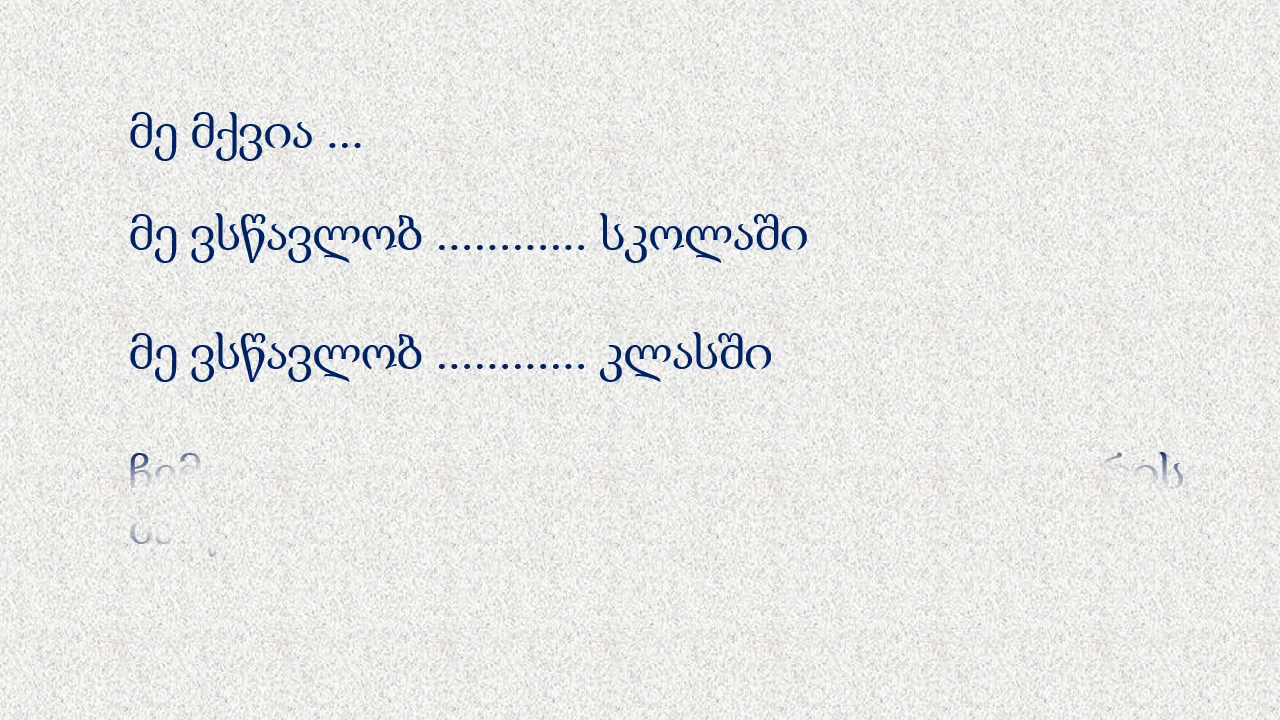 მე მქვია ...
მე ვსწავლობ ............ სკოლაში
მე ვსწავლობ ............ კლასში